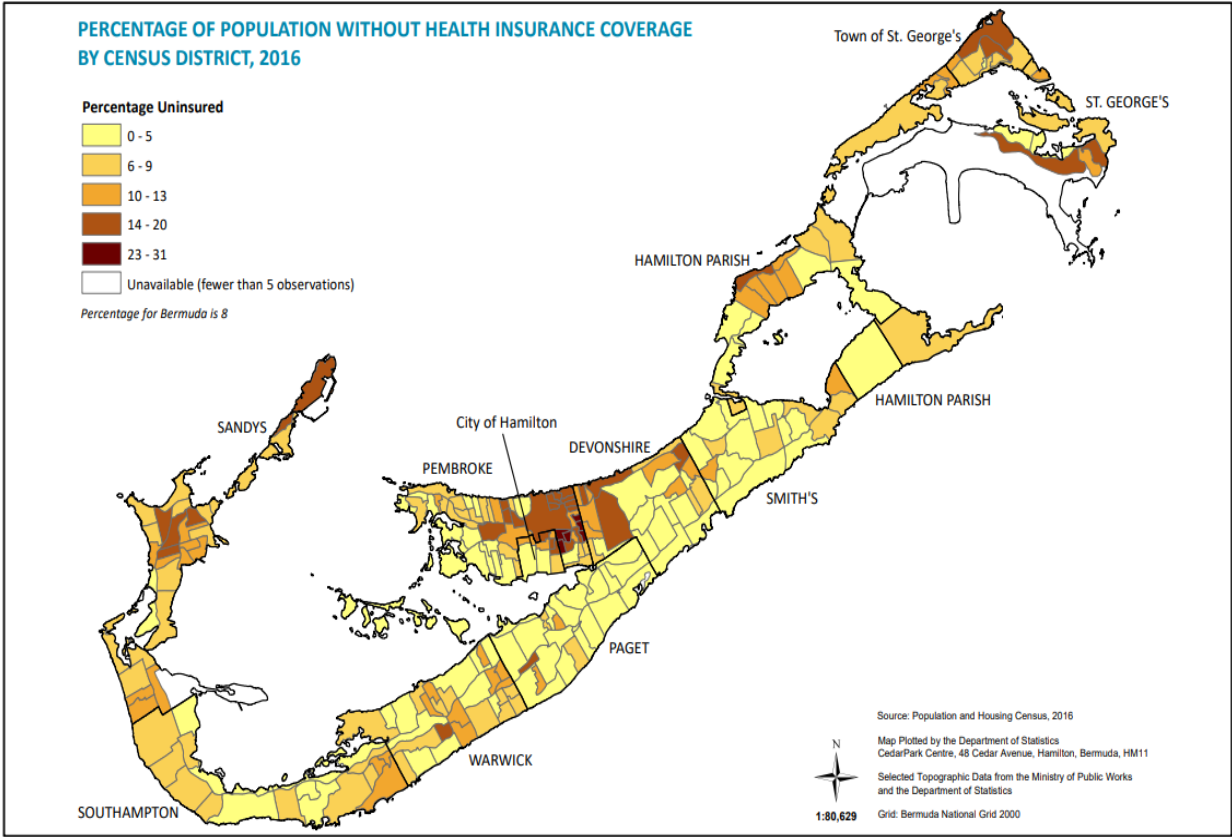 PERCENTAGE OF POPULATION WITHOUT HEALTH INSURANCE COVERAGE
BY CENSUS DISTRICT, 2016
Percentage Uninsured
0 - 5
6 - 9
10 - 13
14 - 20
23 - 31
Unavailable (fewer than 5 observations)
Percentage for Bermuda is 8
Town of St. George's
ST. GEORGE'S
HAMILTON PARISH
HAMILTON PARISH
SANDYS
City of Hamilton
DEVONSHIRE
PEMBROKE
SMITH'S
PAGET
WARWICK
SOUTHAMPTON
Source: Population and Housing Census, 2016
Map Plotted by the Department of Statistics
CedarPark Centre, 48 Cedar Avenue, Hamilton, Bermuda, HM11
N
Selected Topographic Data from the Ministry of Public Works
and the Department of Statistics
1:80,629
Grid: Bermuda National Grid 2000